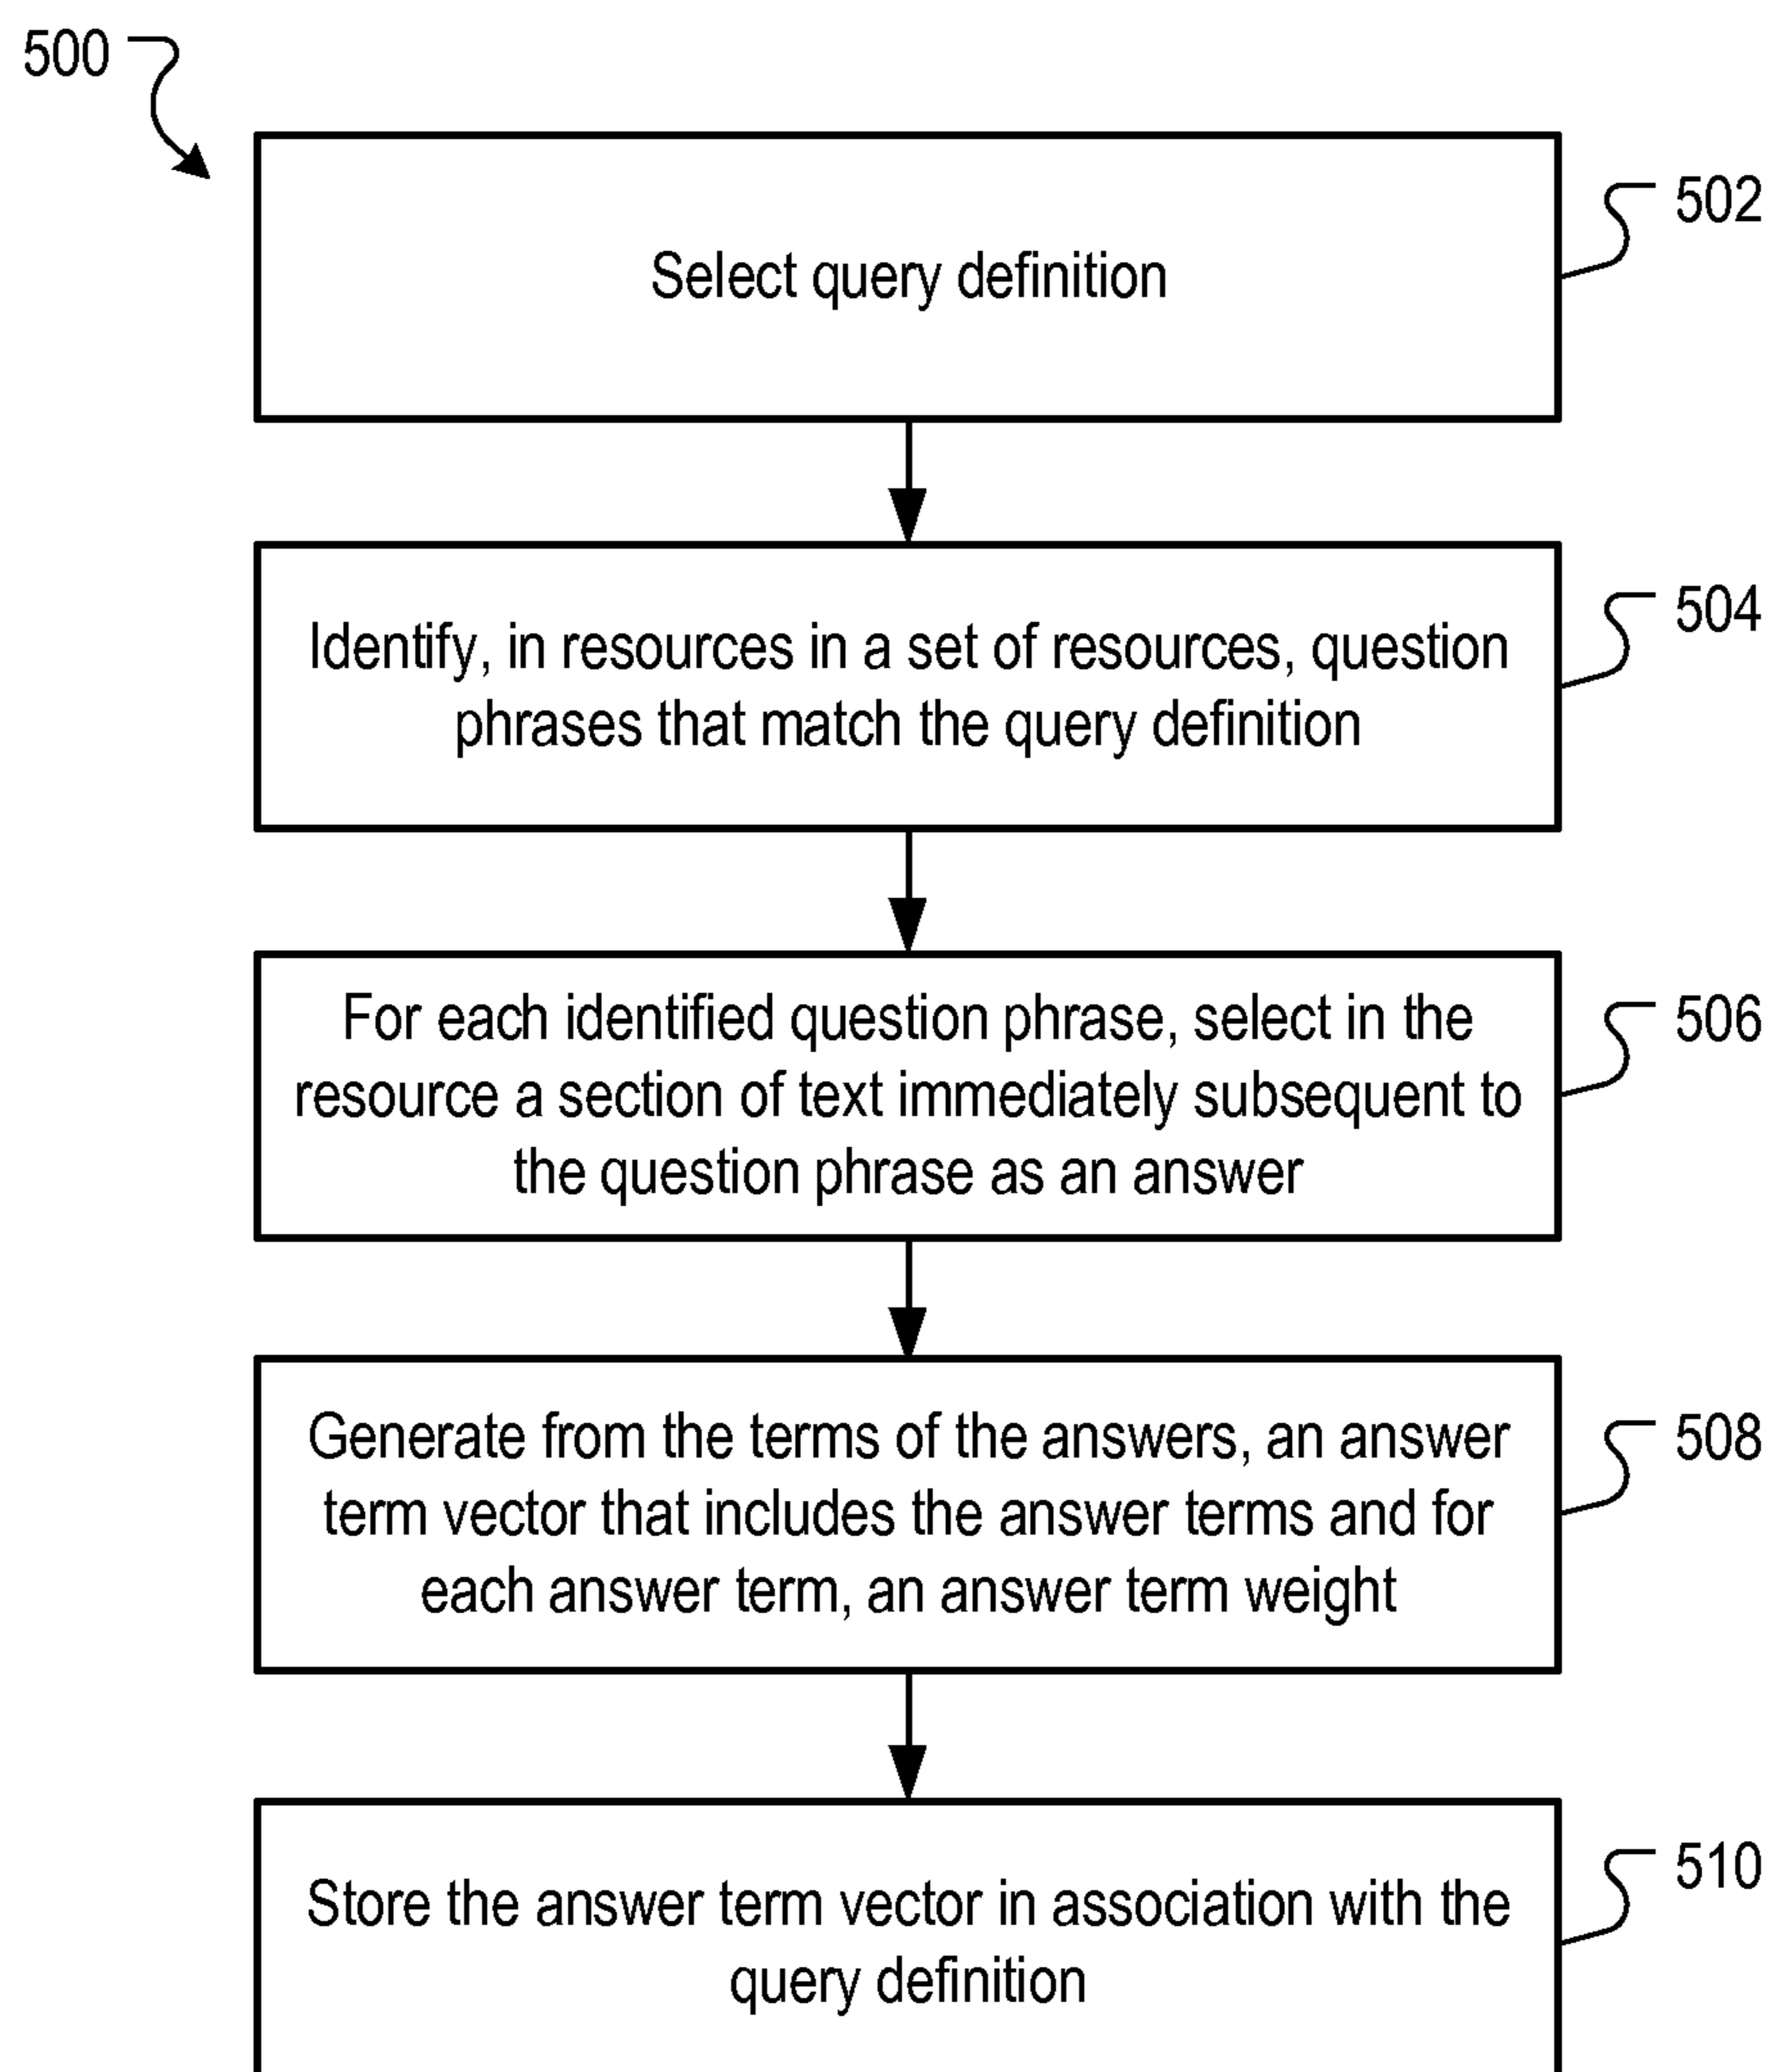 500
502
Select query definition
504
Identify, in resources in a set of resources, question
phrases that match the query definition
506
For each identified question phrase, select in the
resource a section of text immediately subsequent to
the question phrase as an answer
508
Generate from the terms of the answers, an answer
term vector that includes the answer terms and for
each answer term, an answer term weight
510
Store the answer term vector in association with the
query definition